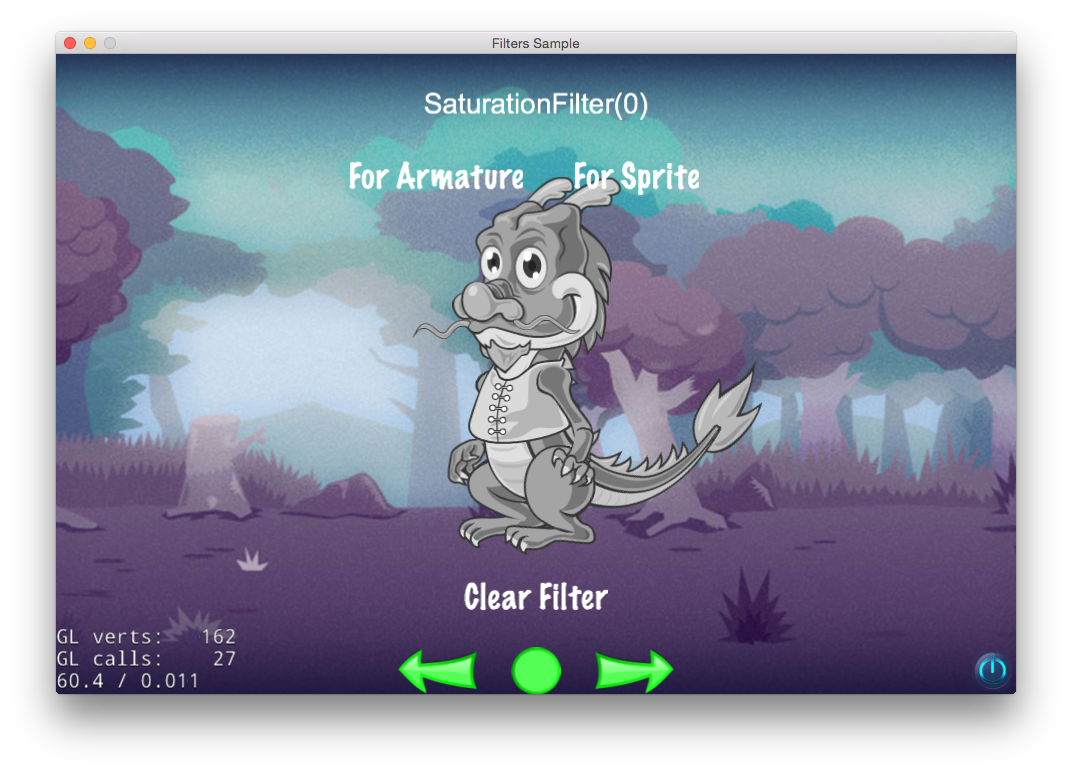 Filters Sample
SaturationFilter(0)
For Armature For Sprite
Clear Filter
GL verts: 162
GL calls: 27
60.4 / 0.011